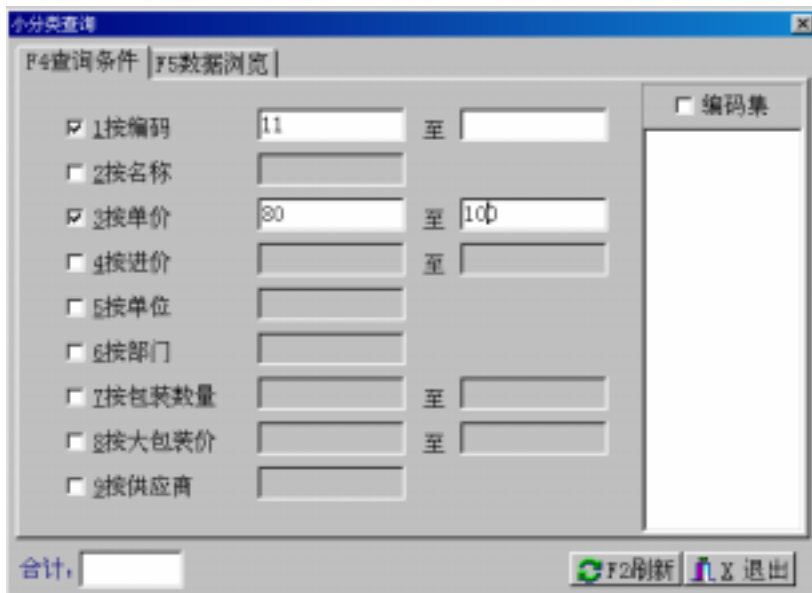 小分类查询
F4查询条件 F5数据浏览
1按编码 11 至
编码集
2按名称
3按单价 80 至 100
4按进价 至
5按单位
6按部门
7按包装数量 至
8按大包装价 至
9按供应商
合计: F2刷新 X 退出